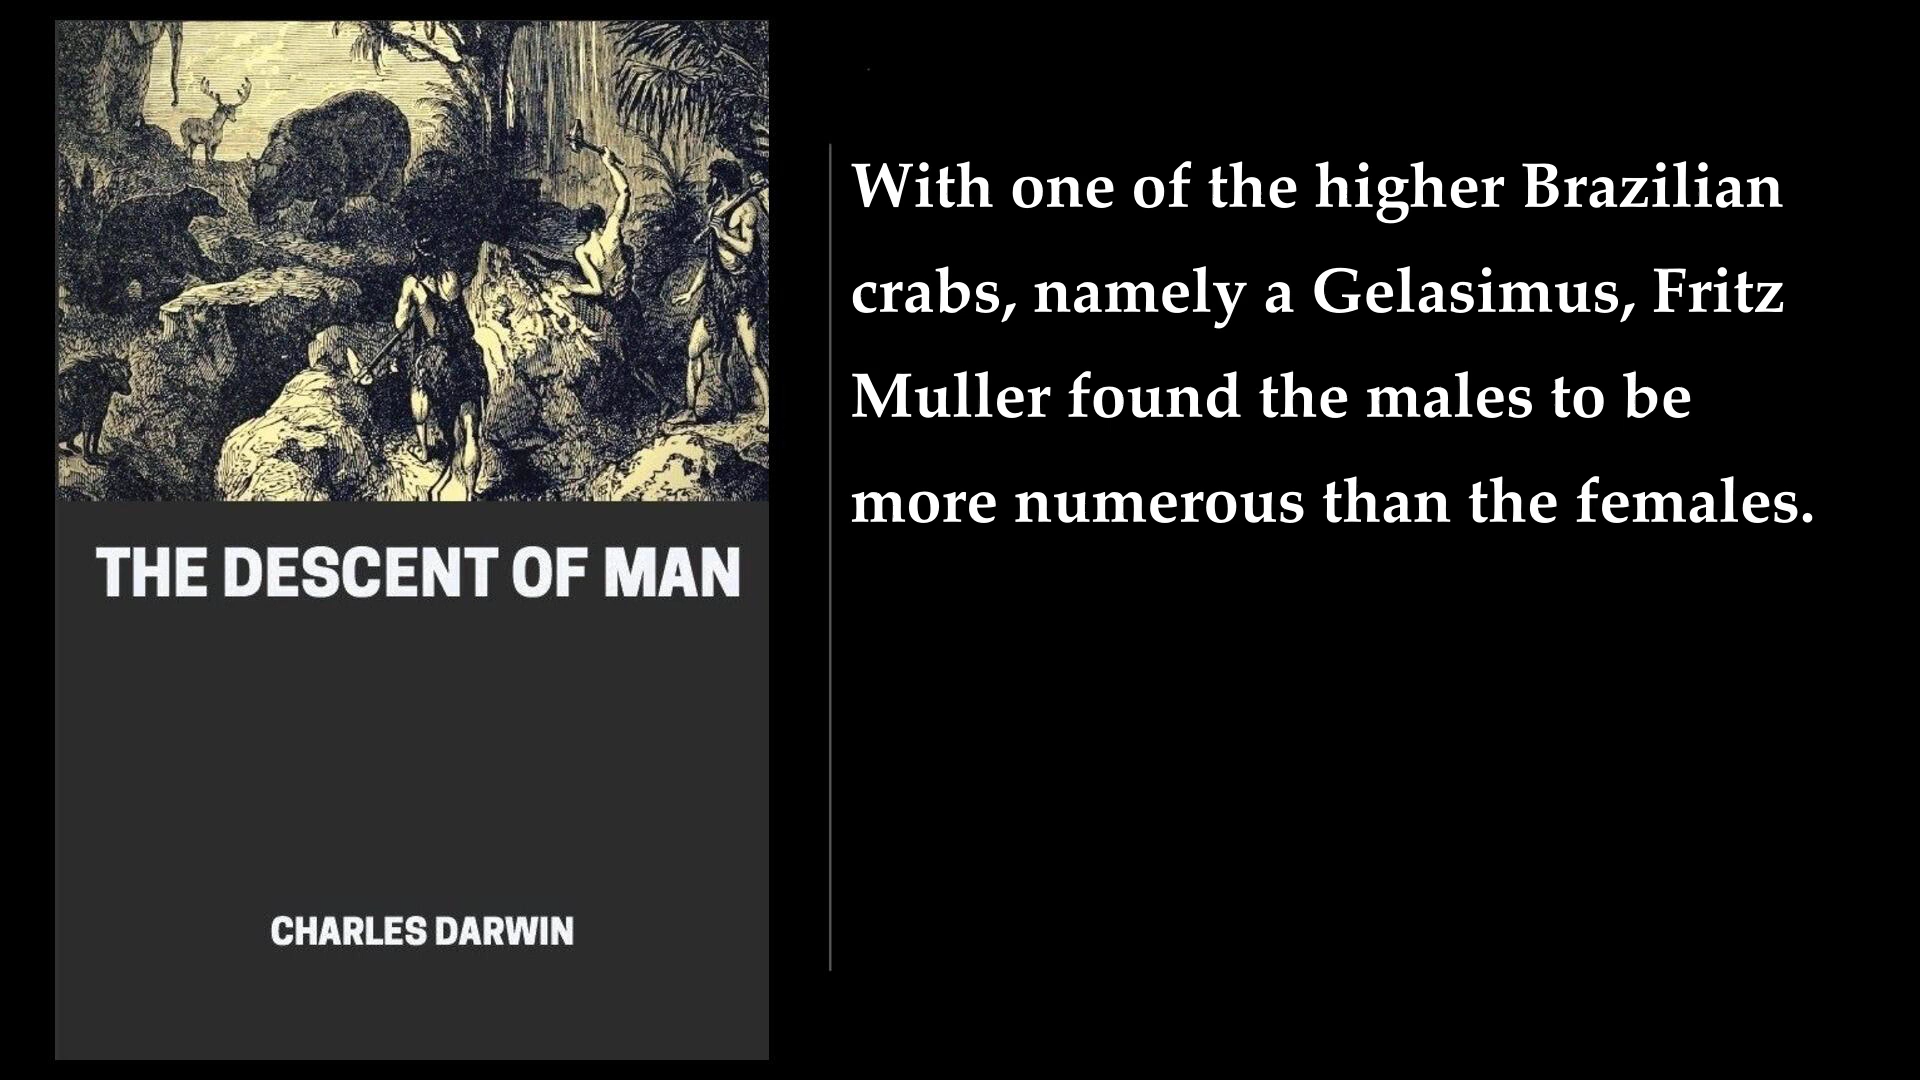 THE DESCENT OF MAN
CHARLES DARWIN
With one of the higher Brazilian
crabs, namely a Gelasimus, Fritz
Muller found the males to be
more numerous than the females.